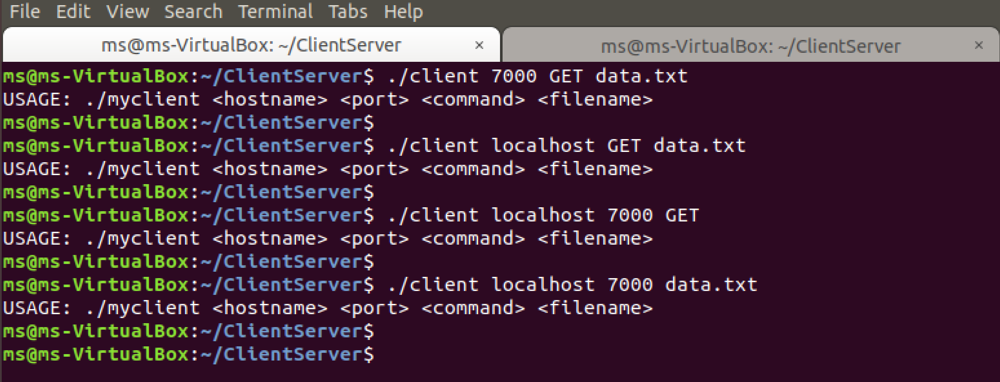 File Edit View Search Terminal Tabs Help
ms@ms-VirtualBox: ~/ClientServer × ms@ms-VirtualBox: ~/ClientServer ×
ms@ms-VirtualBox:~/ClientServer$ ./client 7000 GET data.txt
USAGE: ./myclient <hostname> <port> <command> <filename>
ms@ms-VirtualBox:~/ClientServer$
ms@ms-VirtualBox:~/ClientServer$ ./client localhost GET data.txt
USAGE: ./myclient <hostname> <port> <command> <filename>
ms@ms-VirtualBox:~/ClientServer$
ms@ms-VirtualBox:~/ClientServer$ ./client localhost 7000 GET
USAGE: ./myclient <hostname> <port> <command> <filename>
ms@ms-VirtualBox:~/ClientServer$
ms@ms-VirtualBox:~/ClientServer$ ./client localhost 7000 data.txt
USAGE: ./myclient <hostname> <port> <command> <filename>
ms@ms-VirtualBox:~/ClientServer$
ms@ms-VirtualBox:~/ClientServer$